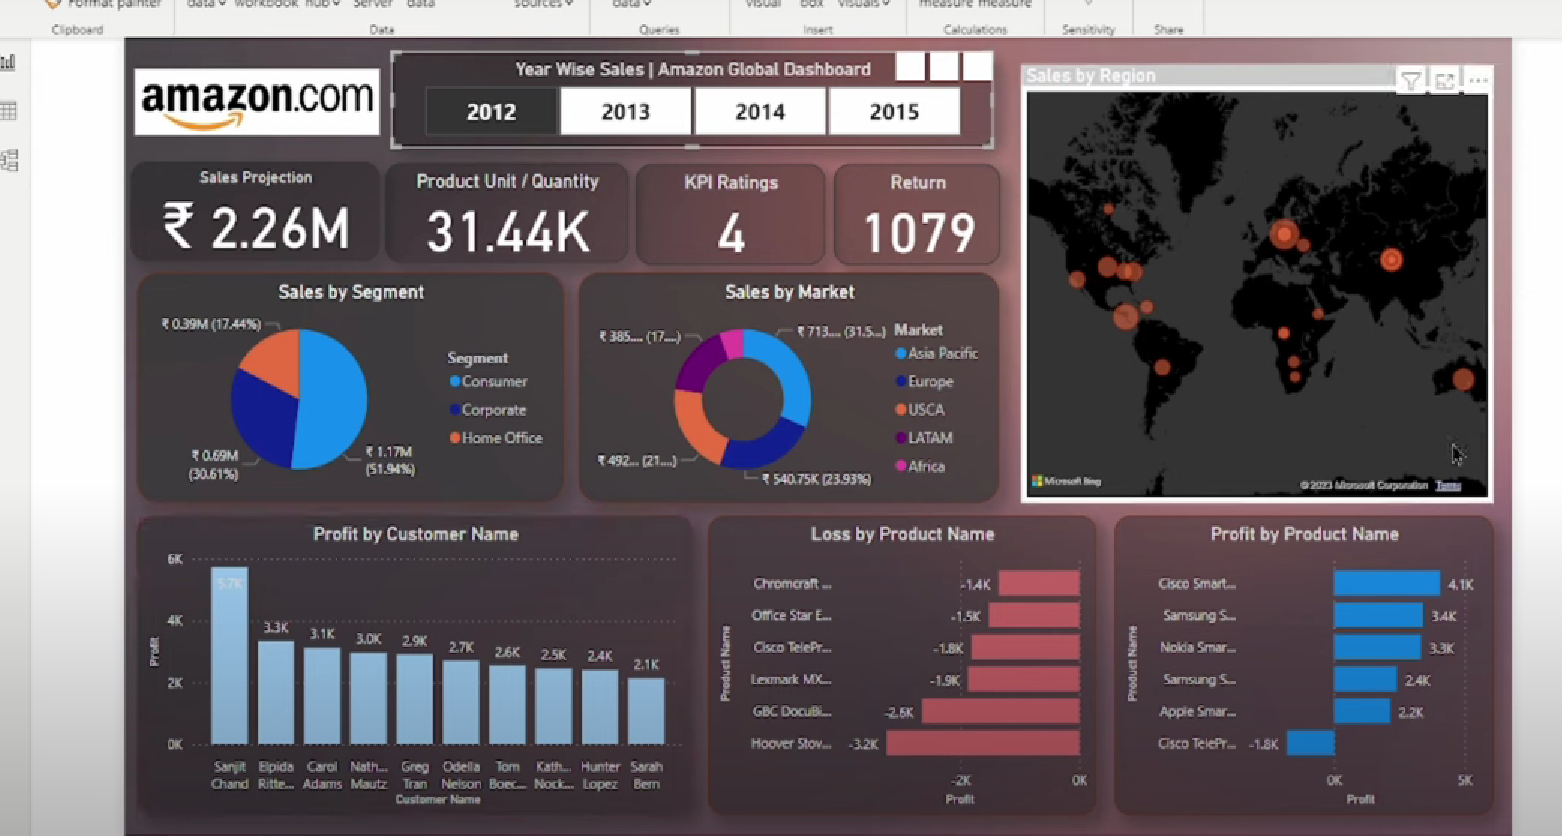 Format painter
data
workbook
hub
Server
data
sources
data
visual
box
visuals
measure measure
Clipboard
Data
Queries
Insert
Calculations
Sensitivity
Share
amazon.com
Year Wise Sales | Amazon Global Dashboard
2012
2013
2014
2015
Sales by Region
Sales Projection
₹ 2.26M
Product Unit / Quantity
31.44K
KPI Ratings
4
Return
1079
Sales by Segment
₹ 0.39M (17.44%)
₹ 0.69M
(30.61%)
₹ 1.17M
(51.94%)
Segment
Consumer
Corporate
Home Office
Sales by Market
₹ 385.... (17....)
₹ 713.... (31.5...)
₹ 492... (21....)
₹ 540.75K (23.93%)
Market
Asia Pacific
Europe
USCA
LATAM
Africa
Microsoft Bing
© 2023 Microsoft Corporation
Terms
Profit by Customer Name
6K
4K
2K
0K
Profit
5.7K
3.3K
3.1K
3.0K
2.9K
2.7K
2.6K
2.5K
2.4K
2.1K
Sanjit
Chand
Elpida
Ritte...
Carol
Adams
Nath...
Mautz
Greg
Tran
Odella
Nelson
Tom
Boec...
Kath...
Nock...
Hunter
Lopez
Sarah
Bern
Customer Name
Loss by Product Name
Product Name
Chromcraft ...
-1.4K
Office Star E...
-1.5K
Cisco TelePr...
-1.8K
Lexmark MX...
-1.9K
GBC DocuBi...
-2.6K
Hoover Stov...
-3.2K
-2K
0K
Profit
Profit by Product Name
Product Name
Cisco Smart...
4.1K
Samsung S...
3.4K
Nokia Smar...
3.3K
Samsung S...
2.4K
Apple Smar...
2.2K
Cisco TelePr...
-1.8K
0K
5K
Profit